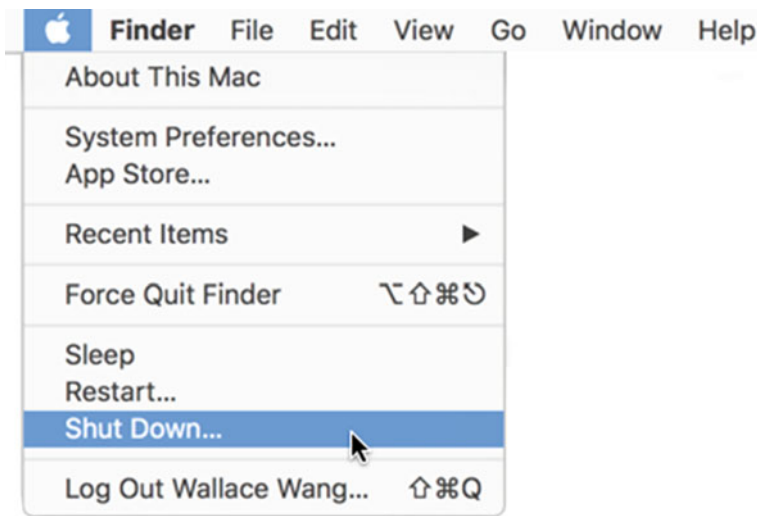 Finder File Edit View Go Window Help
About This Mac
System Preferences...
App Store...
Recent Items ▶
Force Quit Finder ⌥⇧⌘⎋
Sleep
Restart...
Shut Down...
Log Out Wallace Wang... ⇧⌘Q